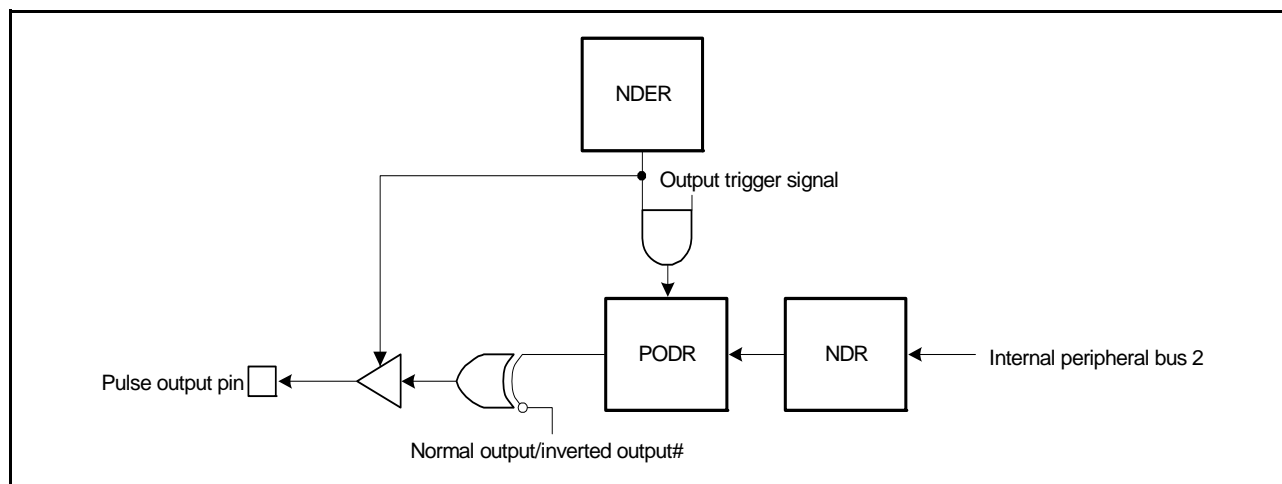 NDER
Output trigger signal
PODR
NDR
Internal peripheral bus 2
Pulse output pin
Normal output/inverted output#